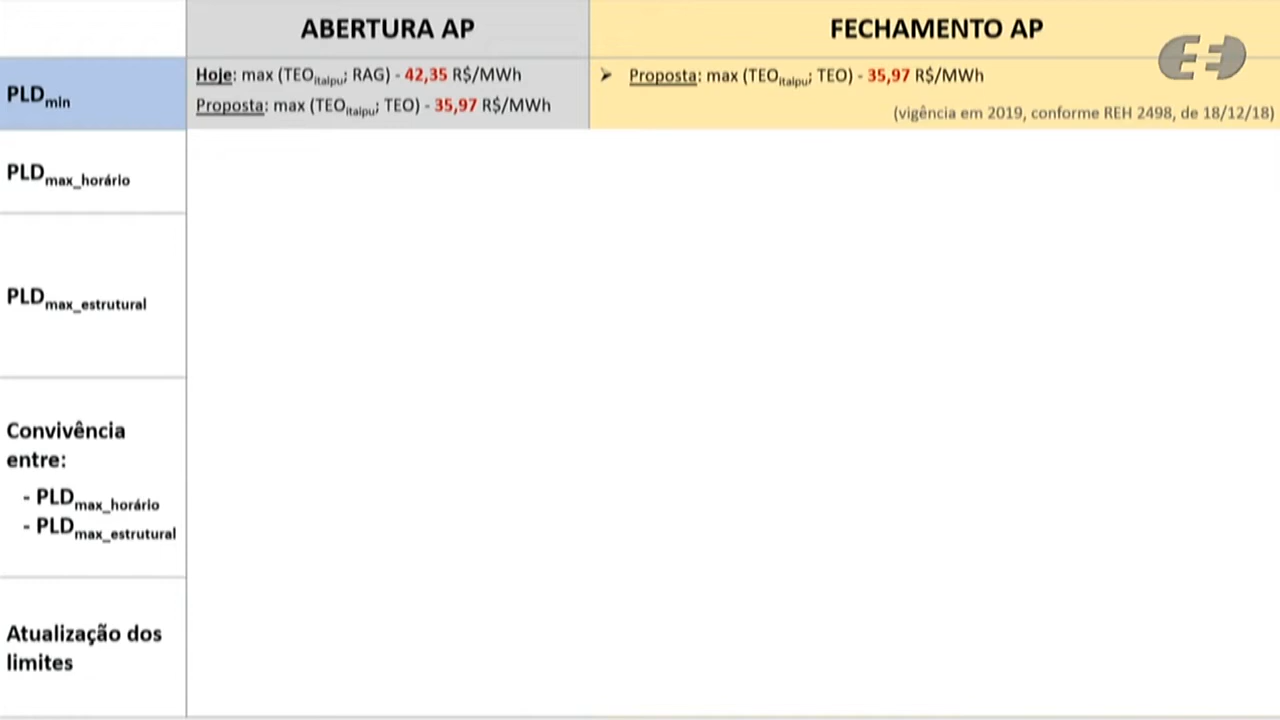 ABERTURA AP
FECHAMENTO AP
PLDmin
Hoje: max (TEOitaipu; RAG) - 42,35 R$/MWh
Proposta: max (TEOitaipu; TEO) - 35,97 R$/MWh
➤ Proposta: max (TEOitaipu; TEO) - 35,97 R$/MWh
(vigência em 2019, conforme REH 2498, de 18/12/18)
PLDmax_horário
PLDmax_estrutural
Convivência
entre:
- PLDmax_horário
- PLDmax_estrutural
Atualização dos
limites